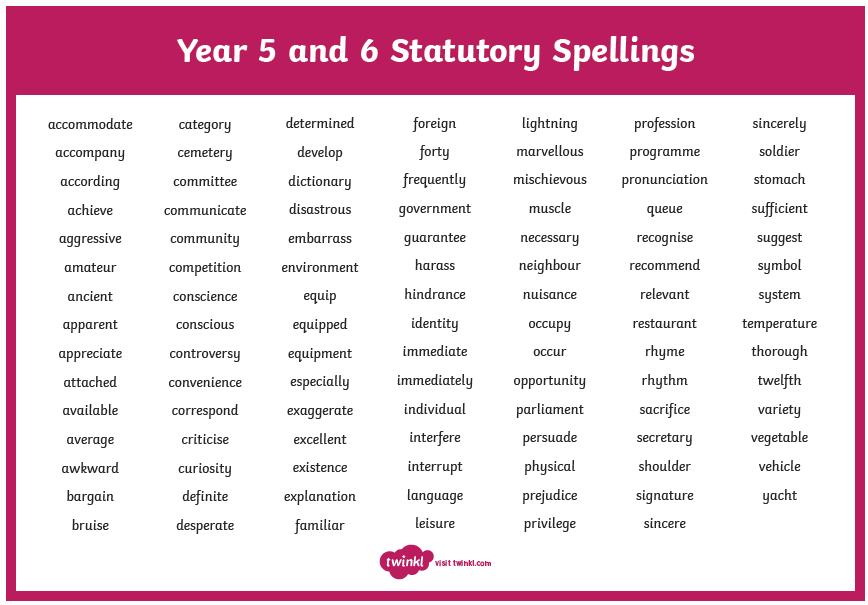 Year 5 and 6 Statutory Spellings
accommodate category determined foreign lightning profession sincerely
accompany cemetery develop forty marvellous programme soldier
according committee dictionary frequently mischievous pronunciation stomach
achieve communicate disastrous government muscle queue sufficient
aggressive community embarrass guarantee necessary recognise suggest
amateur competition environment harass neighbour recommend symbol
ancient conscience equip hindrance nuisance relevant system
apparent conscious equipped identity occupy restaurant temperature
appreciate controversy equipment immediate occur rhyme thorough
attached convenience especially immediately opportunity rhythm twelfth
available correspond exaggerate individual parliament sacrifice variety
average criticise excellent interfere persuade secretary vegetable
awkward curiosity existence interrupt physical shoulder vehicle
bargain definite explanation language prejudice signature yacht
bruise desperate familiar leisure privilege sincere
twinkl visit twinkl.com